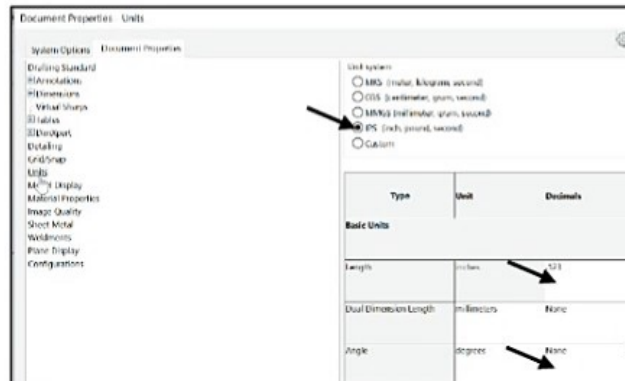 Document Properties - Units
System Options
Document Properties
Drafting Standard
Annotations
Dimensions
Virtual Sharps
Tables
DimXpert
Detailing
Grid/Snap
Units
Model Display
Material Properties
Image Quality
Sheet Metal
Weldments
Plane Display
Configurations
Unit system
MKS (meter, kilogram, second)
CGS (centimeter, gram, second)
MMGS (millimeter, gram, second)
IPS (inch, pound, second)
Custom
Type Unit Decimals
Basic Units
Length inches .123
Dual Dimension Length millimeters None
Angle degrees None